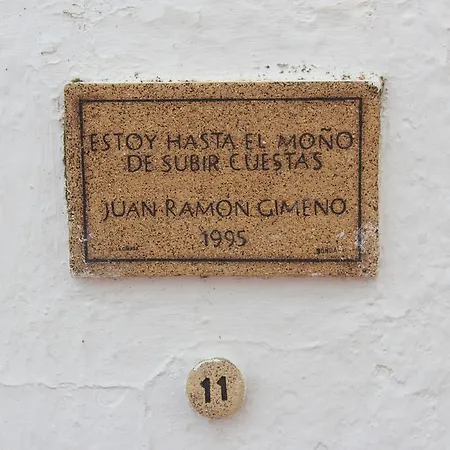 ESTOY HASTA EL MOÑO
DE SUBIR CUESTAS
JUAN RAMÓN GIMENO
1995
11